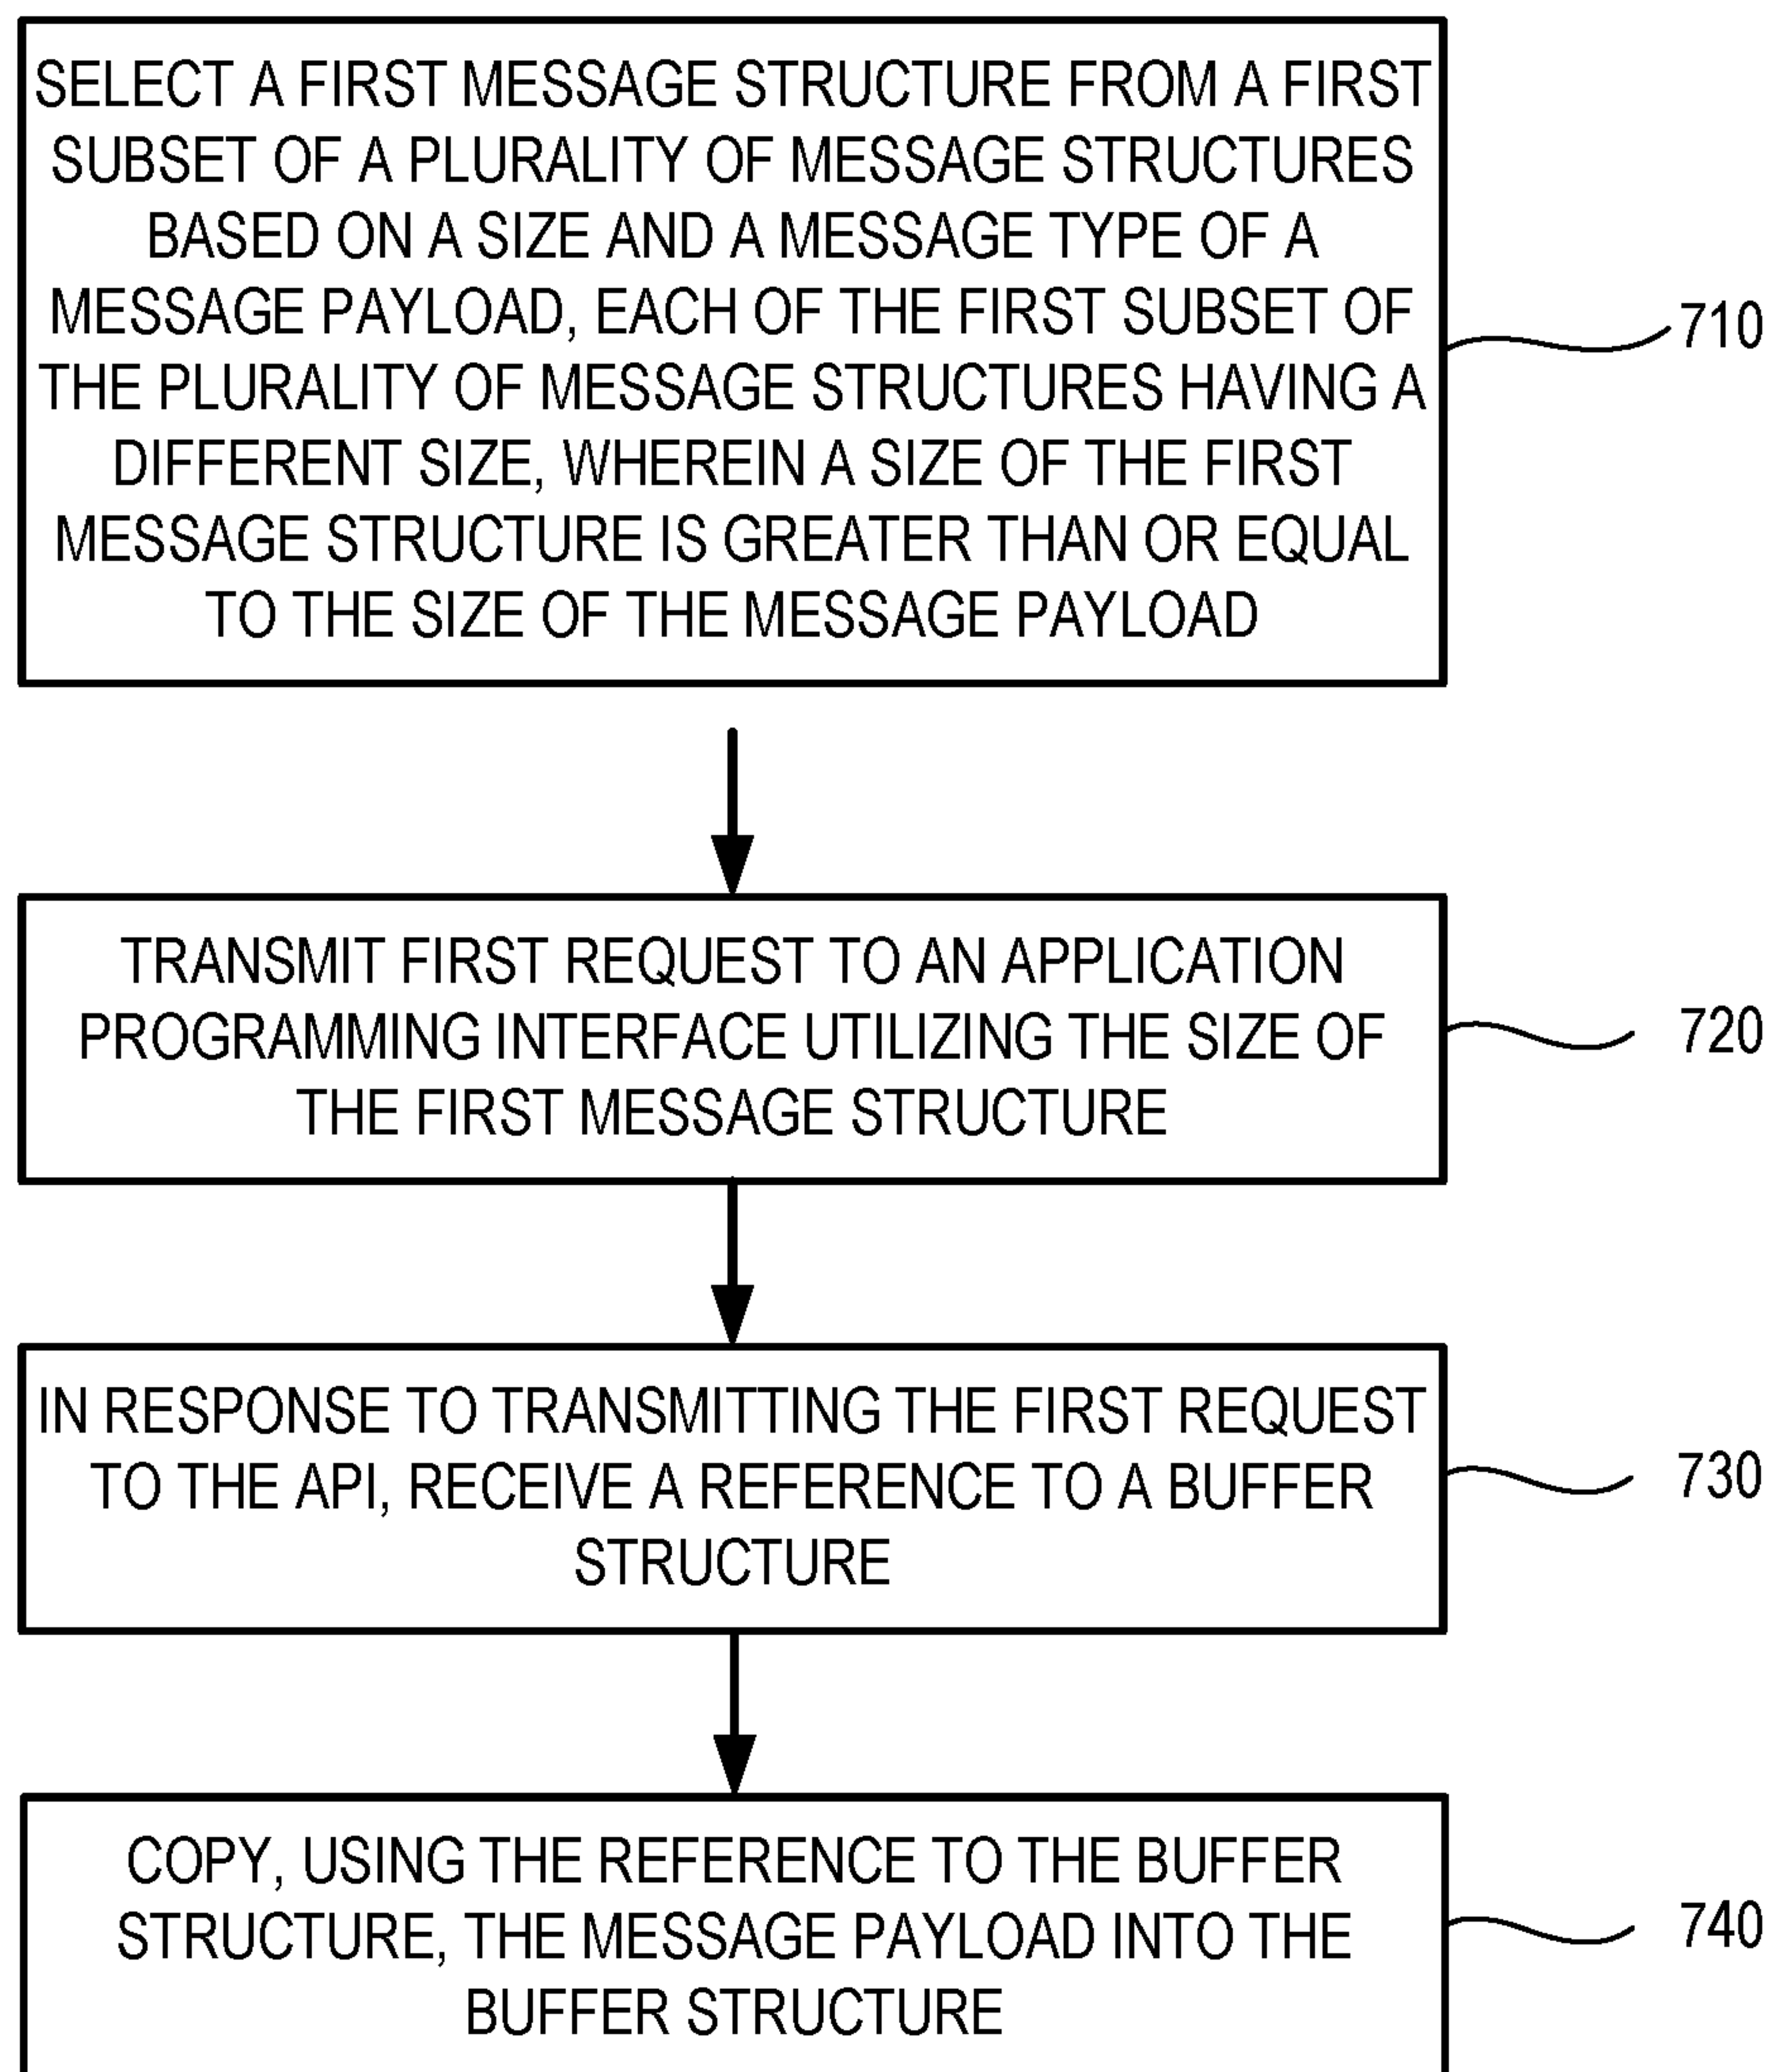 SELECT A FIRST MESSAGE STRUCTURE FROM A FIRST
SUBSET OF A PLURALITY OF MESSAGE STRUCTURES
BASED ON A SIZE AND A MESSAGE TYPE OF A
MESSAGE PAYLOAD, EACH OF THE FIRST SUBSET OF
THE PLURALITY OF MESSAGE STRUCTURES HAVING A
DIFFERENT SIZE, WHEREIN A SIZE OF THE FIRST
MESSAGE STRUCTURE IS GREATER THAN OR EQUAL
TO THE SIZE OF THE MESSAGE PAYLOAD
710
TRANSMIT FIRST REQUEST TO AN APPLICATION
PROGRAMMING INTERFACE UTILIZING THE SIZE OF
THE FIRST MESSAGE STRUCTURE
720
IN RESPONSE TO TRANSMITTING THE FIRST REQUEST
TO THE API, RECEIVE A REFERENCE TO A BUFFER
STRUCTURE
730
COPY, USING THE REFERENCE TO THE BUFFER
STRUCTURE, THE MESSAGE PAYLOAD INTO THE
BUFFER STRUCTURE
740